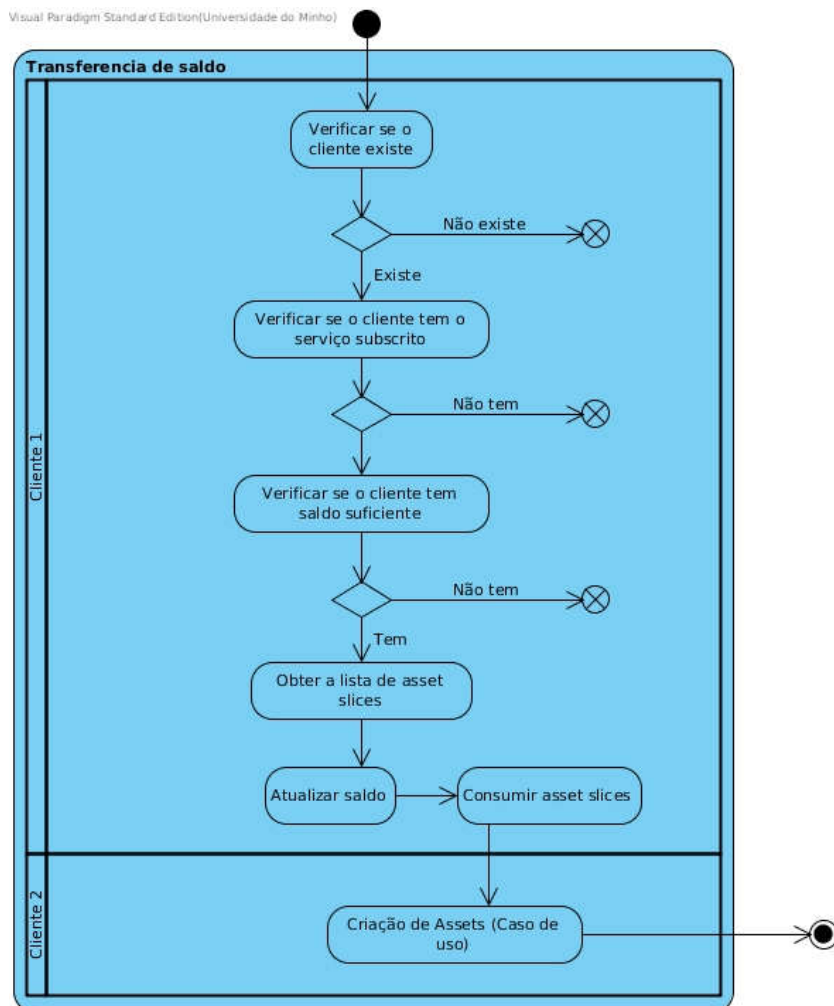 Visual Paradigm Standard Edition(Universidade do Minho)
Transferencia de saldo
Cliente 1
Verificar se o
cliente existe
Não existe
Existe
Verificar se o cliente tem o
serviço subscrito
Não tem
Verificar se o cliente tem
saldo suficiente
Não tem
Tem
Obter a lista de asset
slices
Atualizar saldo
Consumir asset slices
Cliente 2
Criação de Assets (Caso de
uso)